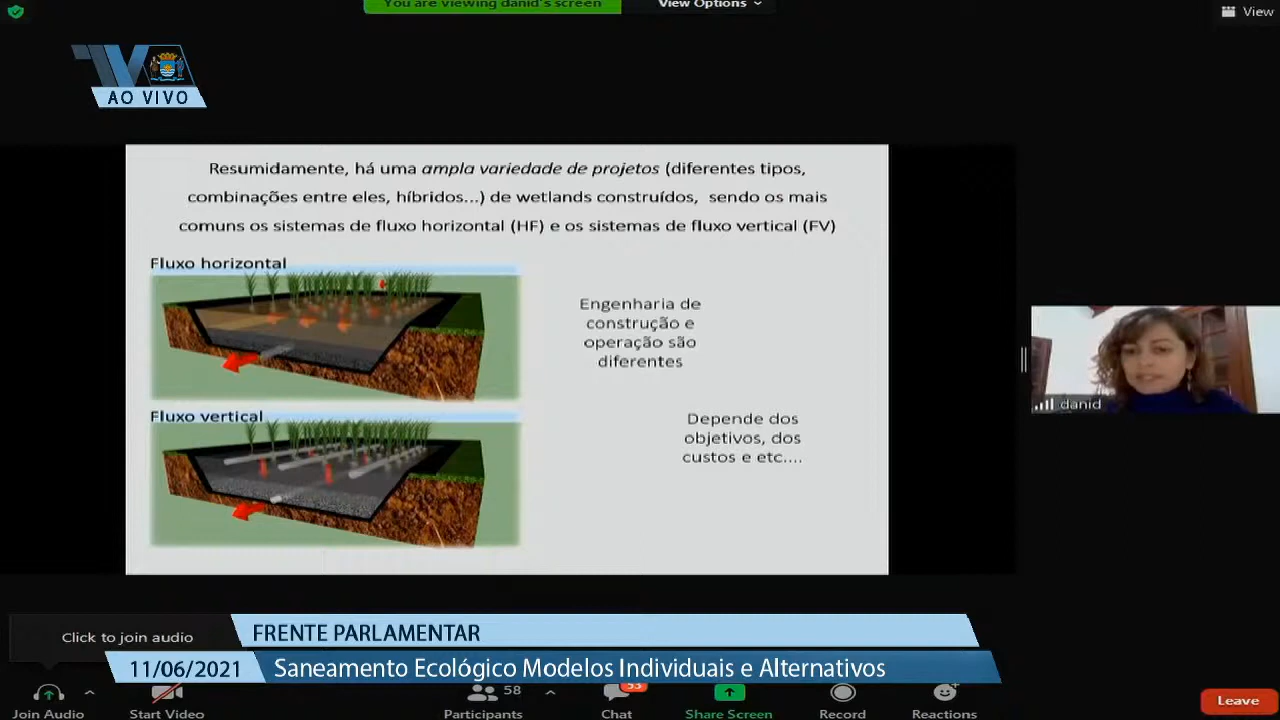 You are viewing danid's screen
View Options
View
TV
AO VIVO
Resumidamente, há uma ampla variedade de projetos (diferentes tipos,
combinações entre eles, híbridos...) de wetlands construídos, sendo os mais
comuns os sistemas de fluxo horizontal (HF) e os sistemas de fluxo vertical (FV)
Fluxo horizontal
Engenharia de
construção e
operação são
diferentes
Fluxo vertical
Depende dos
objetivos, dos
custos e etc....
danid
Click to join audio
FRENTE PARLAMENTAR
11/06/2021
Saneamento Ecológico Modelos Individuais e Alternativos
58
53
Join Audio
Start Video
Participants
Chat
Share Screen
Record
Reactions
Leave